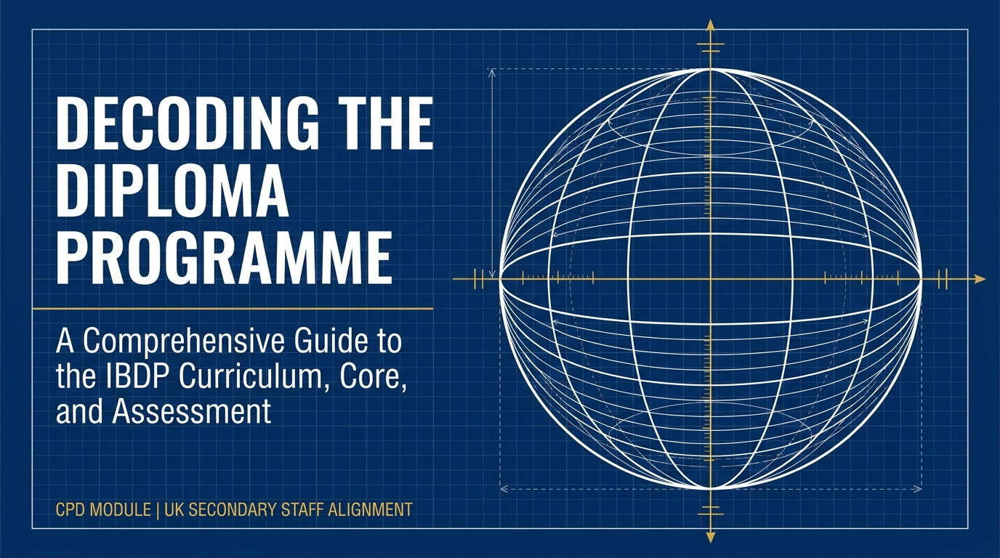 DECODING THE
DIPLOMA
PROGRAMME
A Comprehensive Guide to
the IBDP Curriculum, Core,
and Assessment
CPD MODULE | UK SECONDARY STAFF ALIGNMENT